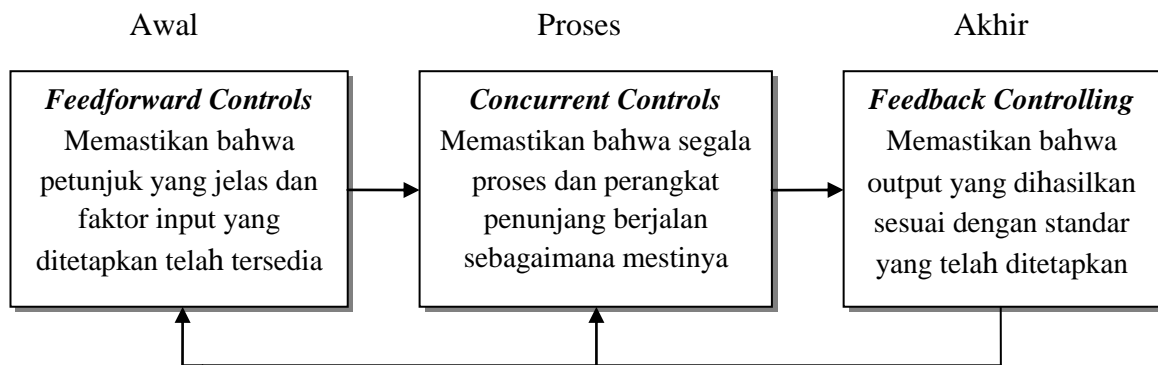 Awal
Proses
Akhir
Feedforward Controls
Memastikan bahwa
petunjuk yang jelas dan
faktor input yang
ditetapkan telah tersedia
Concurrent Controls
Memastikan bahwa segala
proses dan perangkat
penunjang berjalan
sebagaimana mestinya
Feedback Controlling
Memastikan bahwa
output yang dihasilkan
sesuai dengan standar
yang telah ditetapkan